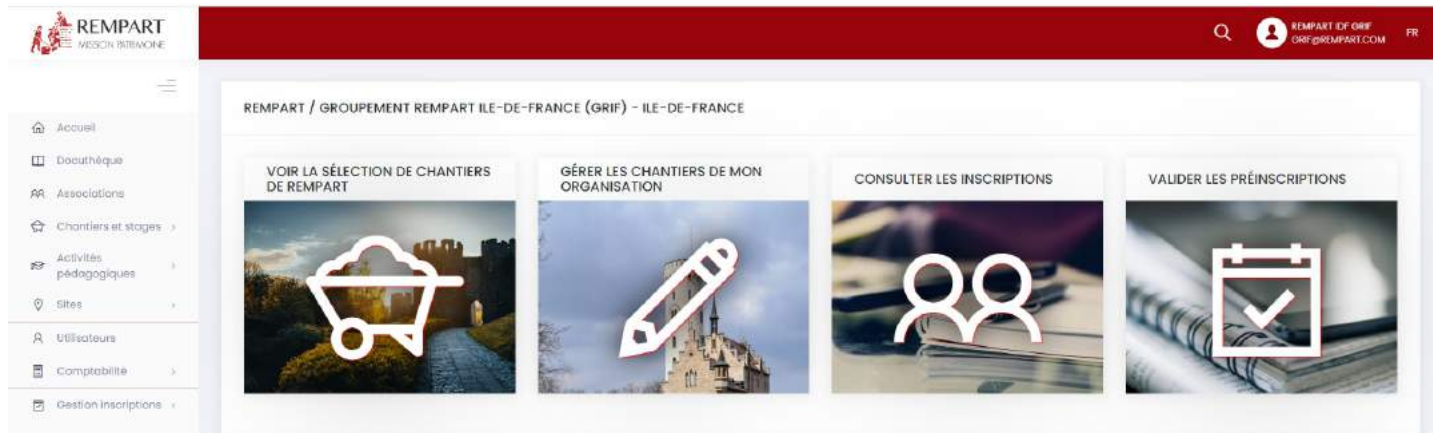 REMPART
MISSION PATRIMOINE
REMPART IDF GRIF
GRIF@REMPART.COM
FR
REMPART / GROUPEMENT REMPART ILE-DE-FRANCE (GRIF) - ILE-DE-FRANCE
Accueil
Docuthèque
Associations
Chantiers et stages
Activités
pédagogiques
Sites
Utilisateurs
Comptabilité
Gestion inscriptions
VOIR LA SÉLECTION DE CHANTIERS
DE REMPART
GÉRER LES CHANTIERS DE MON
ORGANISATION
CONSULTER LES INSCRIPTIONS
VALIDER LES PRÉINSCRIPTIONS